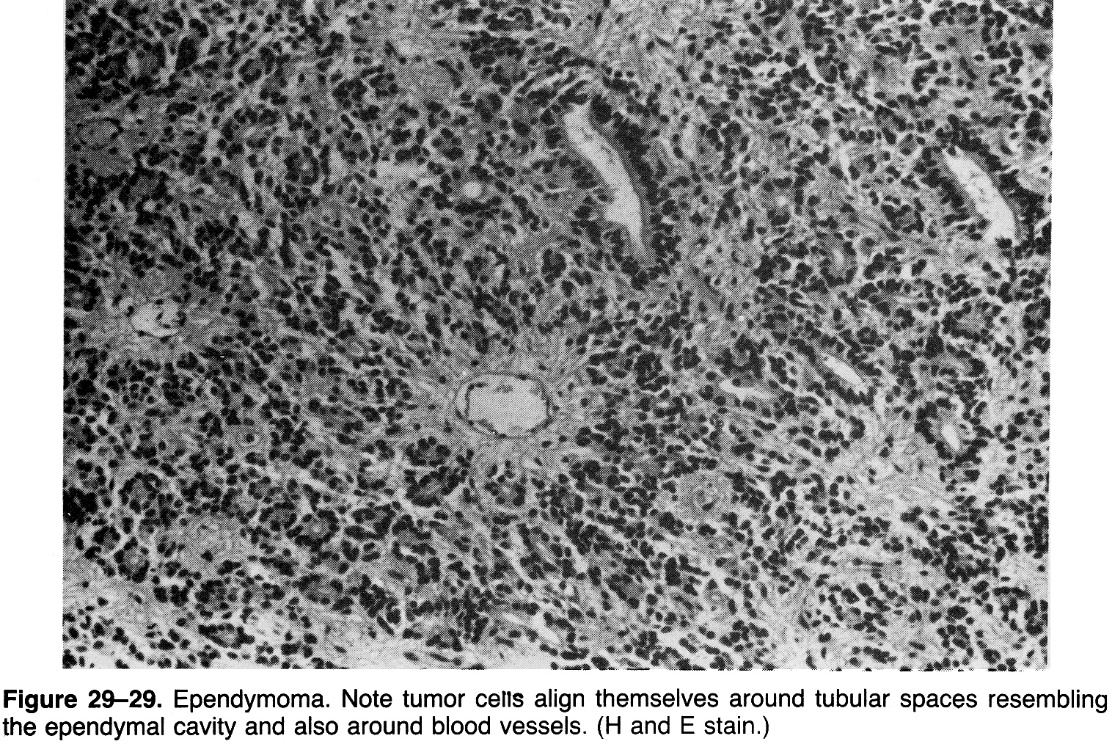 Figure 29–29. Ependymoma. Note tumor cells align themselves around tubular spaces resembling
the ependymal cavity and also around blood vessels. (H and E stain.)